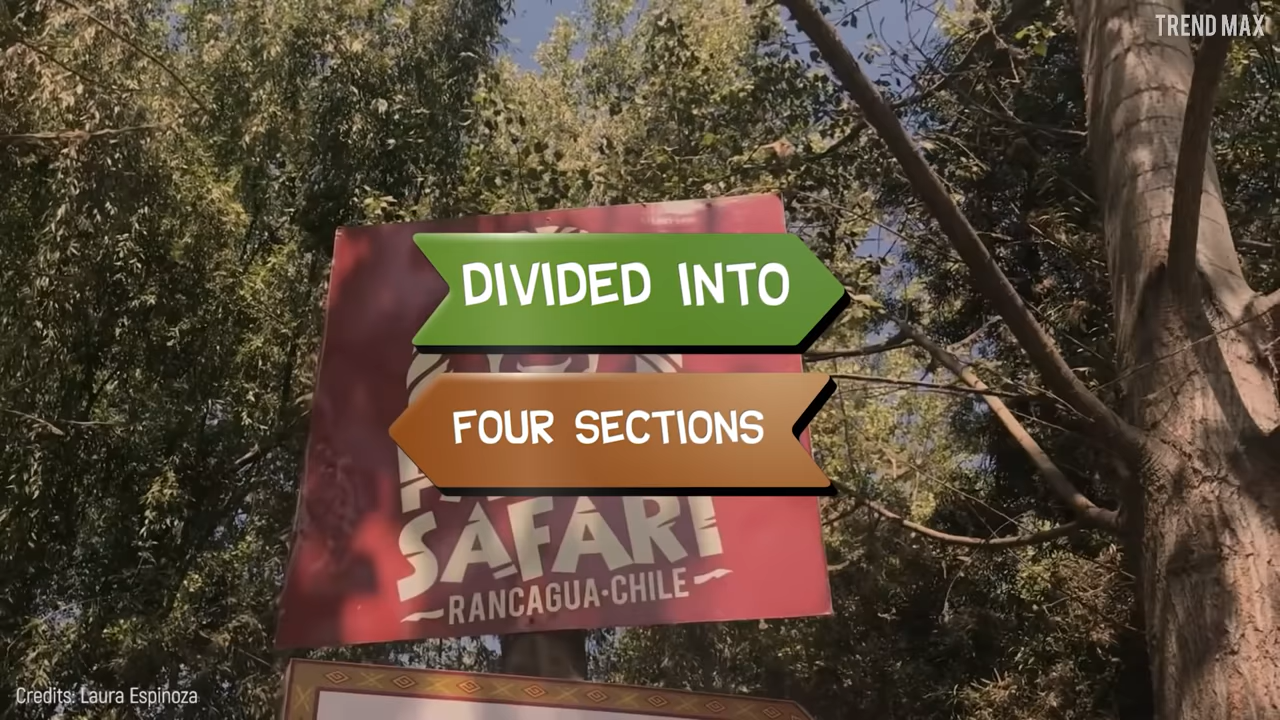 TREND MAX
DIVIDED INTO
FOUR SECTIONS
SAFARI
RANCAGUA·CHILE
Credits: Laura Espinoza